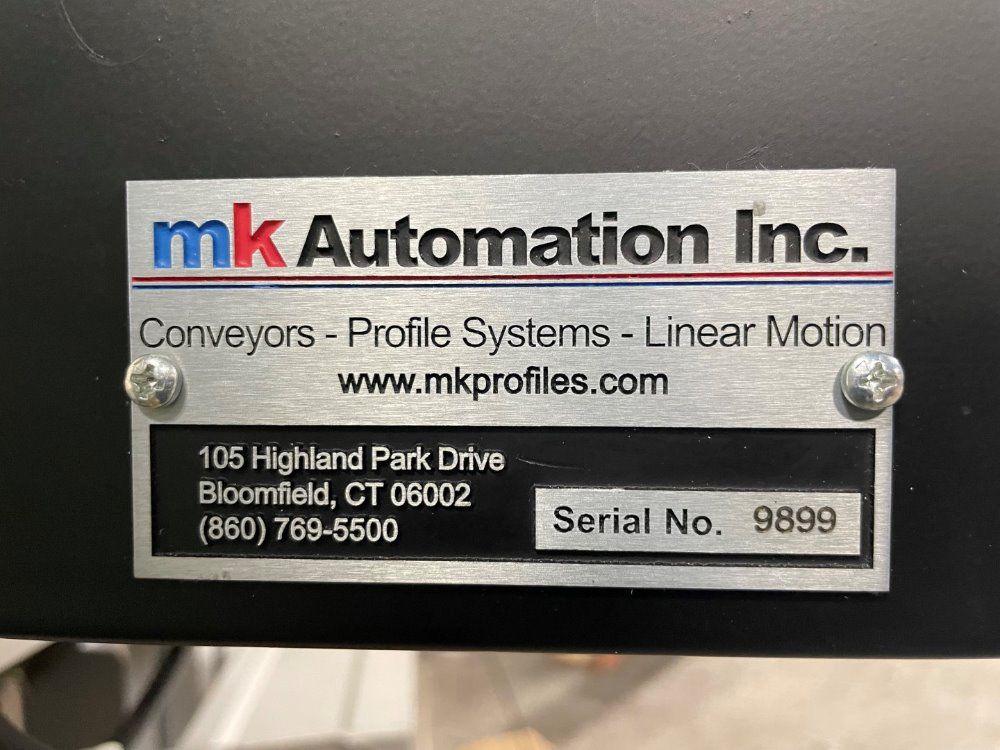 mk Automation Inc.
Conveyors - Profile Systems - Linear Motion
www.mkprofiles.com
105 Highland Park Drive
Bloomfield, CT 06002
(860) 769-5500
Serial No. 9899